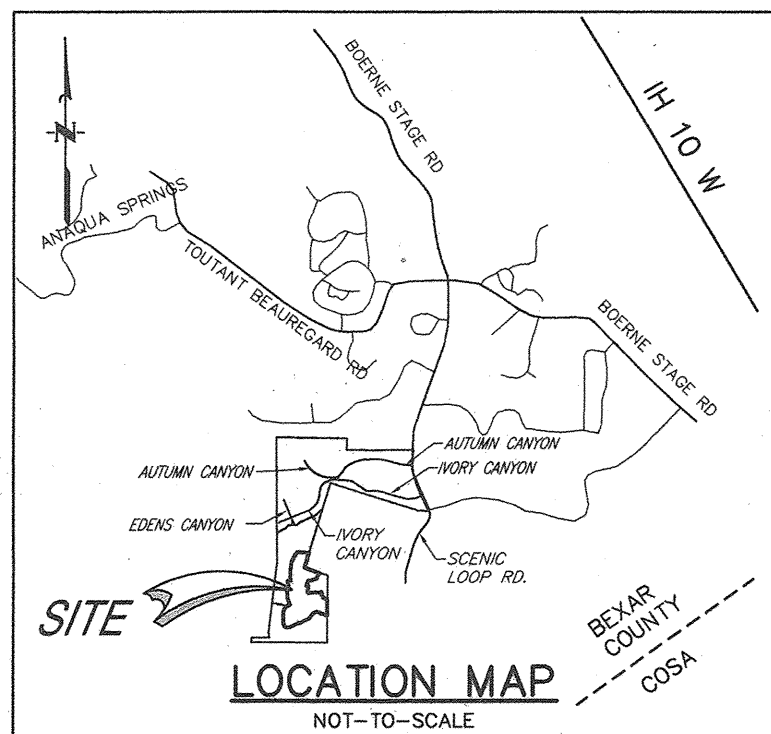 BOERNE STAGE RD
IH 10 W
N
ANAQUA SPRINGS
TOUTANT BEAUREGARD RD
BOERNE STAGE RD
AUTUMN CANYON
AUTUMN CANYON
IVORY CANYON
EDENS CANYON
IVORY
CANYON
SCENIC
LOOP RD.
SITE
BEXAR
COUNTY
COSA
LOCATION MAP
NOT-TO-SCALE